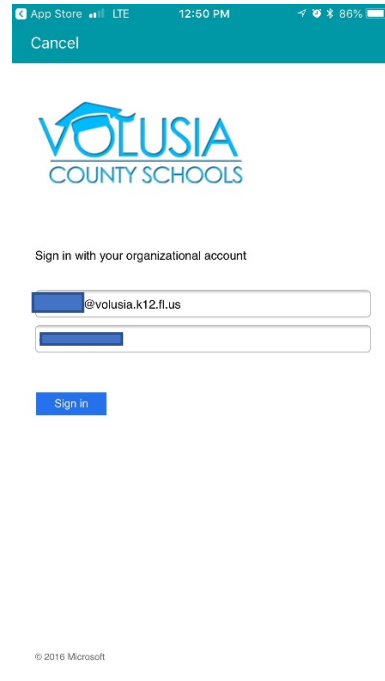 App Store LTE 12:50 PM 86%
Cancel
VOLUSIA
COUNTY SCHOOLS
Sign in with your organizational account
@volusia.k12.fl.us
Sign in
© 2016 Microsoft